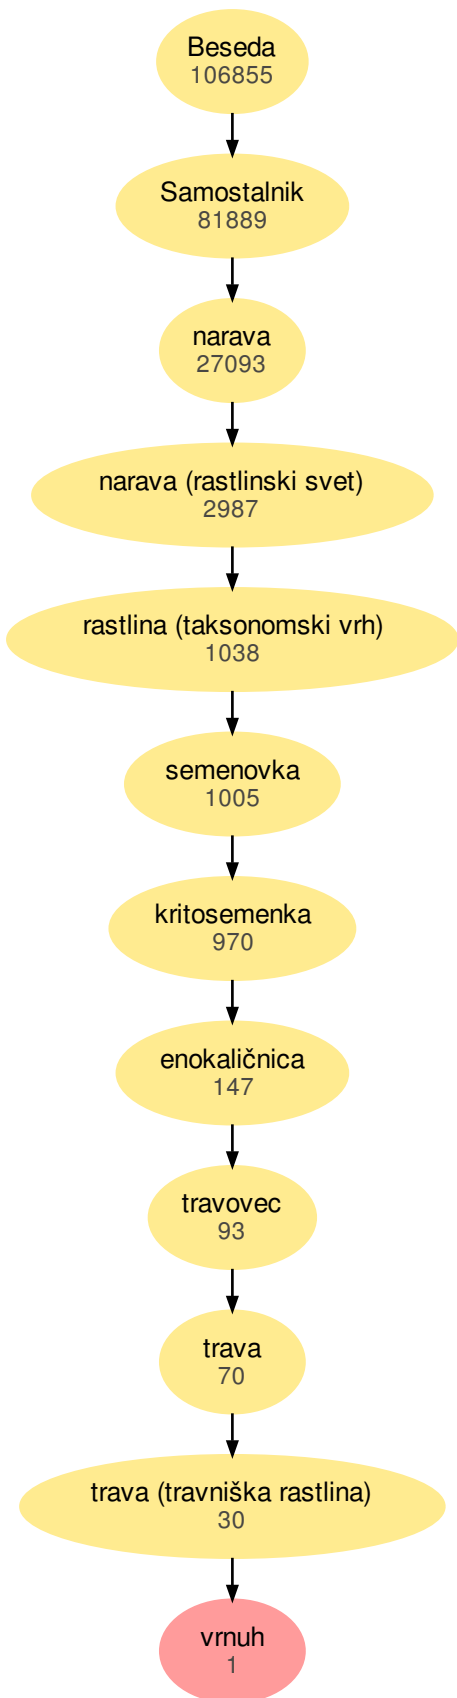 Beseda
106855
Samostalnik
81889
narava
27093
narava (rastlinski svet)
2987
rastlina (taksonomski vrh)
1038
semenovka
1005
kritosemenka
970
enokaličnica
147
travovec
93
trava
70
trava (travniška rastlina)
30
vrnuh
1